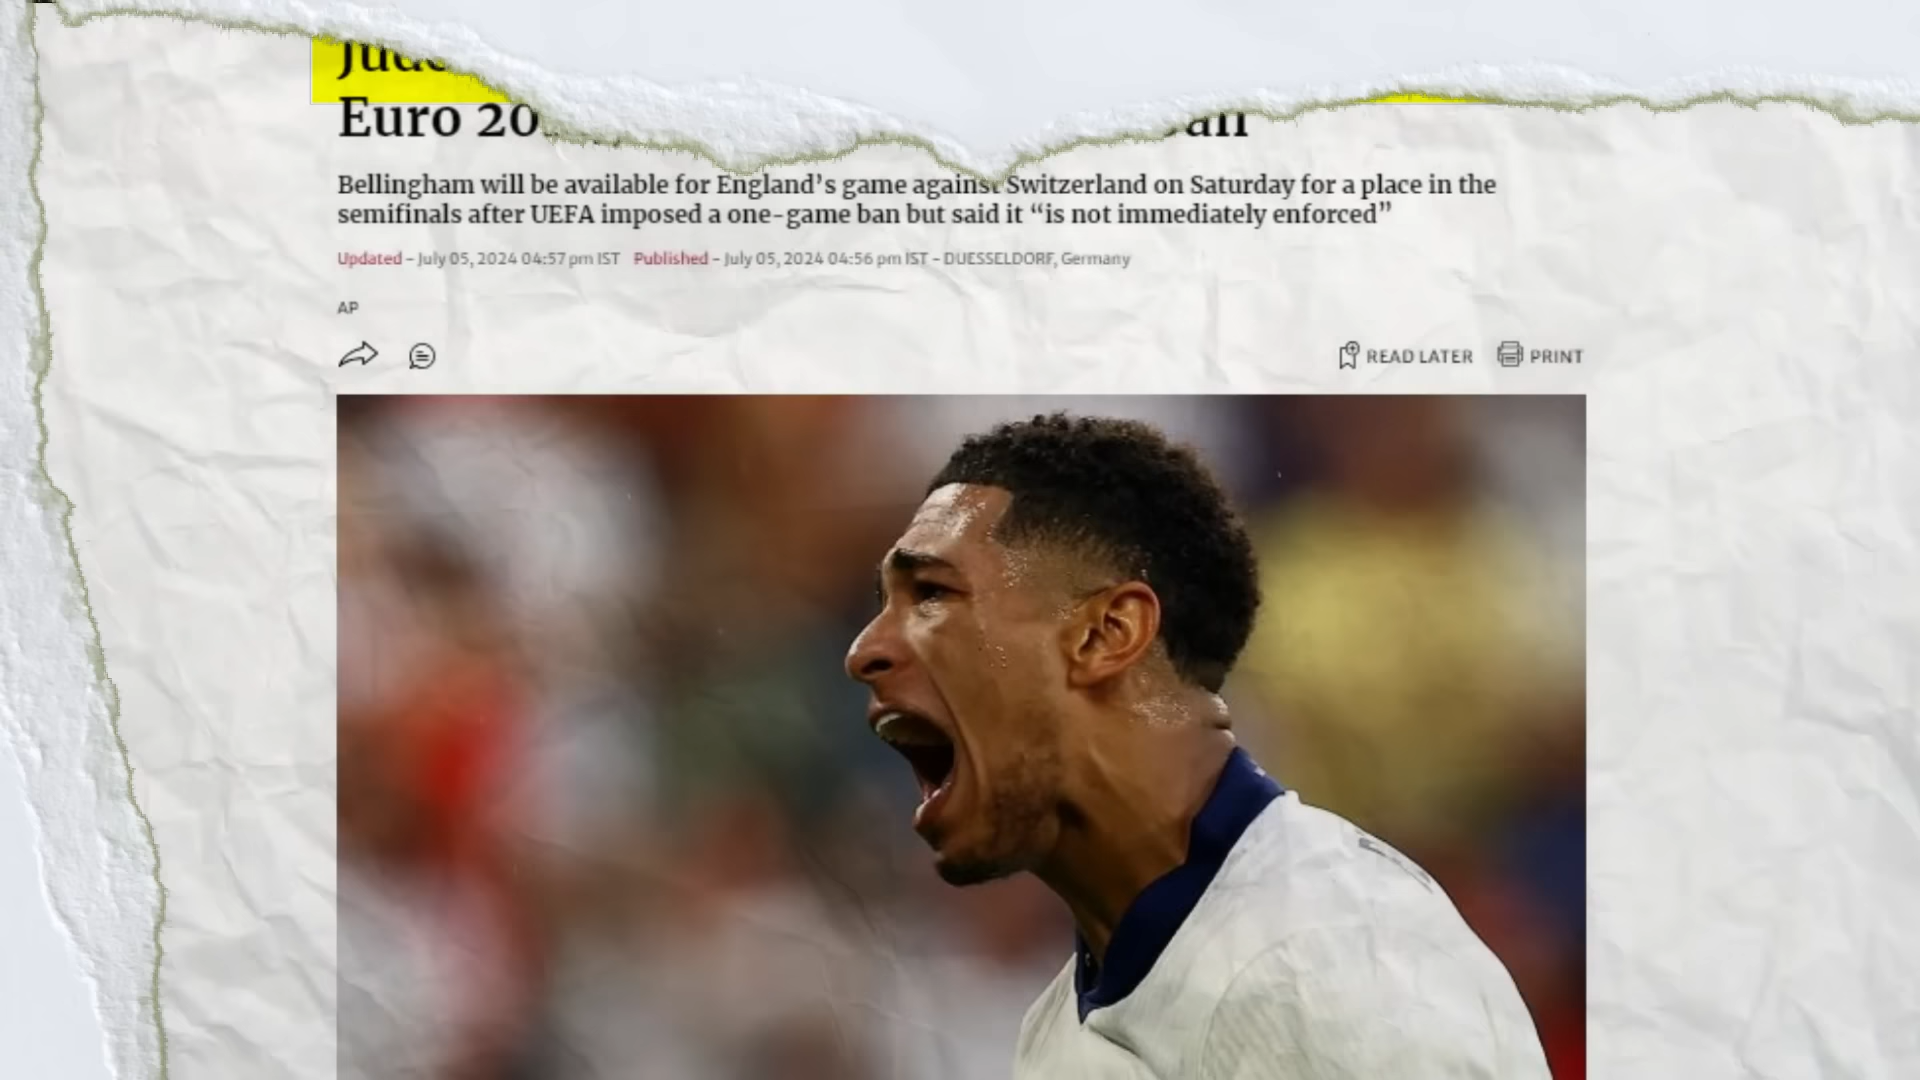 Euro
Bellingham will be available for England’s game against Switzerland on Saturday for a place in the
semifinals after UEFA imposed a one-game ban but said it “is not immediately enforced”
Updated - July 05, 2024 04:57 pm IST Published - July 05, 2024 04:56 pm IST - DUESSELDORF, Germany
AP
READ LATER PRINT